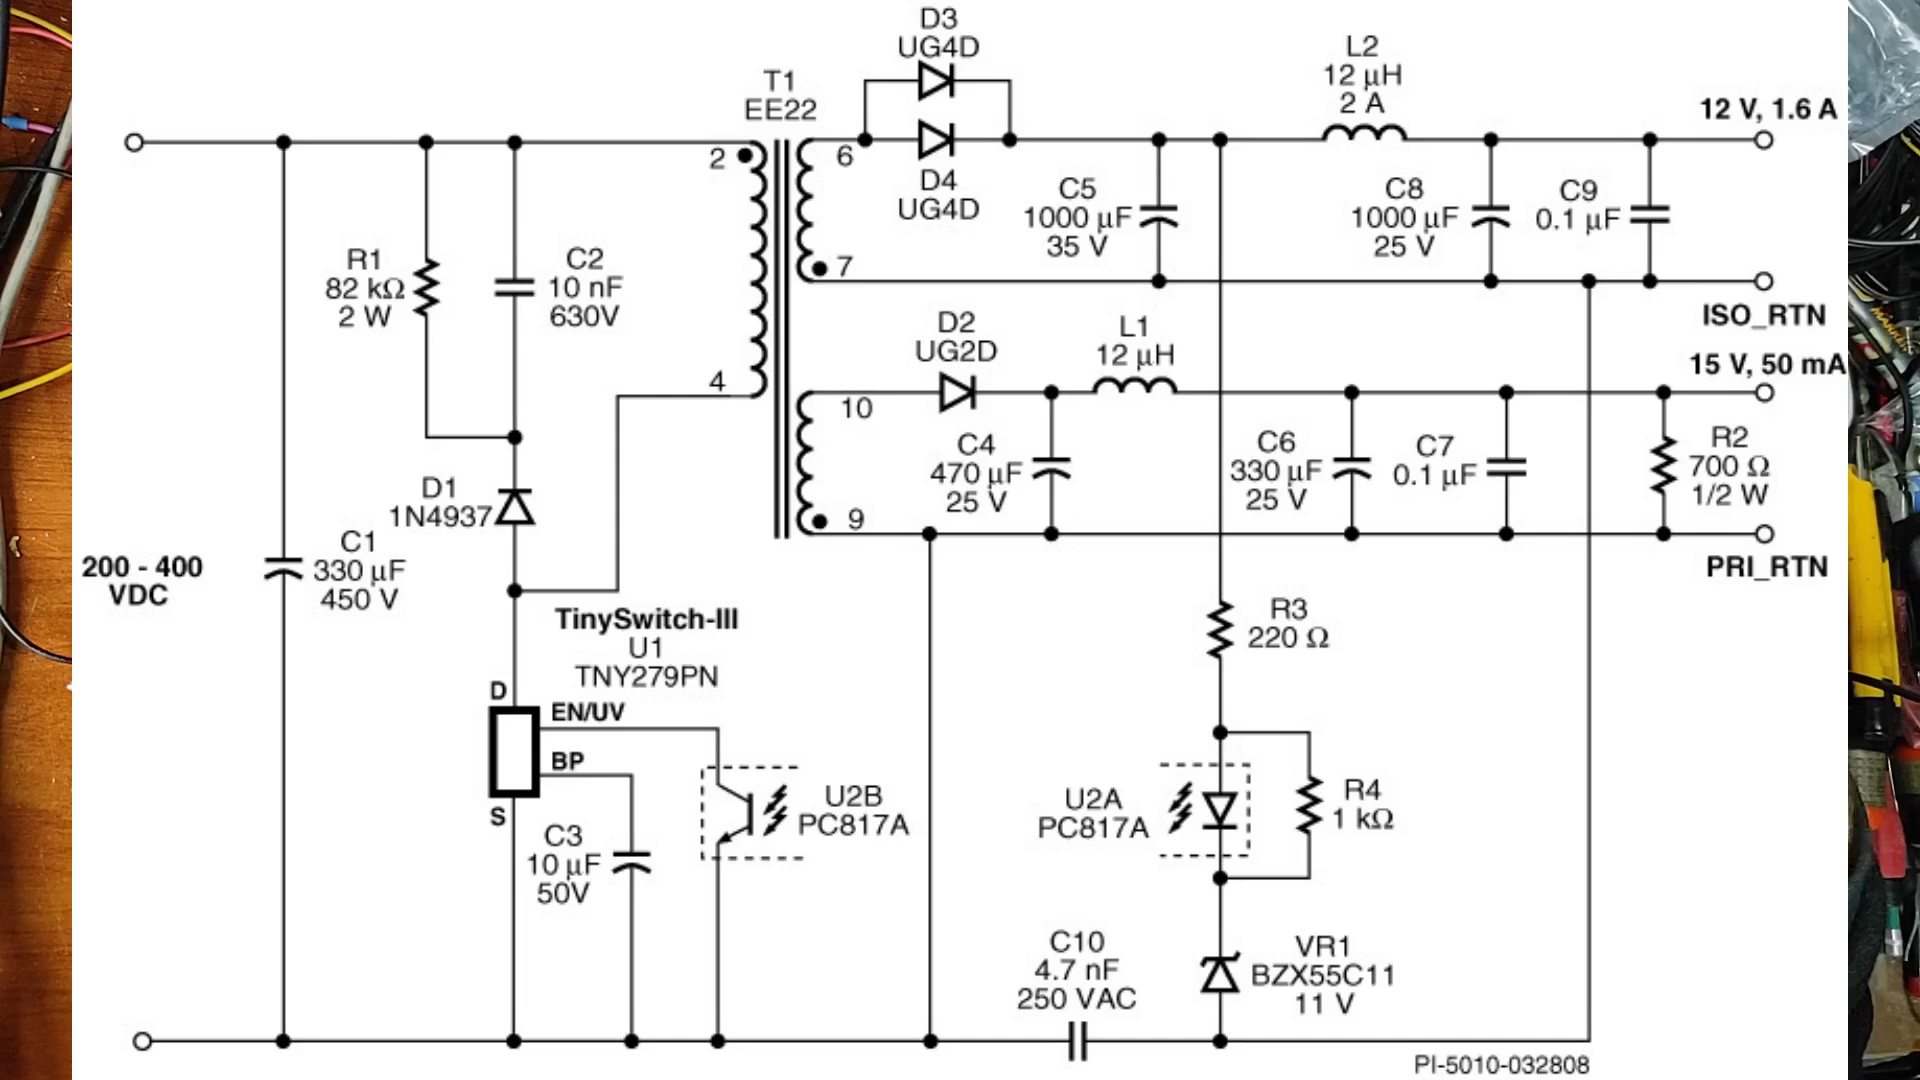 D3
UG4D
T1
EE22
D4
UG4D
L2
12 µH
2 A
12 V, 1.6 A
2
6
C5
1000 µF
35 V
C8
1000 µF
25 V
C9
0.1 µF
R1
82 kΩ
2 W
C2
10 nF
630V
7
ISO_RTN
D2
UG2D
L1
12 µH
15 V, 50 mA
4
10
C4
470 µF
25 V
C6
330 µF
25 V
C7
0.1 µF
R2
700 Ω
1/2 W
D1
1N4937
9
PRI_RTN
200 - 400
VDC
C1
330 µF
450 V
TinySwitch-III
U1
TNY279PN
R3
220 Ω
D
EN/UV
BP
S
U2B
PC817A
U2A
PC817A
R4
1 kΩ
C3
10 µF
50V
C10
4.7 nF
250 VAC
VR1
BZX55C11
11 V
PI-5010-032808